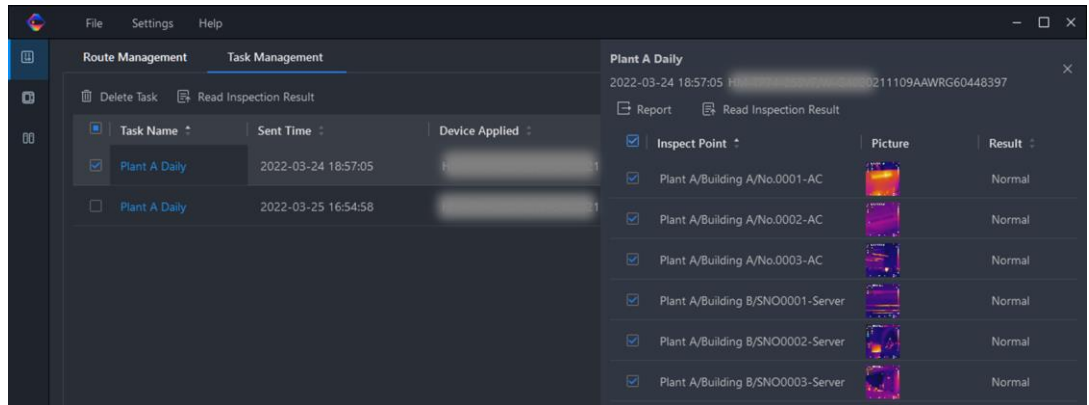 File Settings Help
Route Management Task Management
Delete Task Read Inspection Result
Task Name Sent Time Device Applied
Plant A Daily 2022-03-24 18:57:05
Plant A Daily 2022-03-25 16:54:58
Plant A Daily
2022-03-24 18:57:05 0211109AAWRG60448397
Report Read Inspection Result
Inspect Point Picture Result
Plant A/Building A/No.0001-AC Normal
Plant A/Building A/No.0002-AC Normal
Plant A/Building A/No.0003-AC Normal
Plant A/Building B/SNO0001-Server Normal
Plant A/Building B/SNO0002-Server Normal
Plant A/Building B/SNO0003-Server Normal